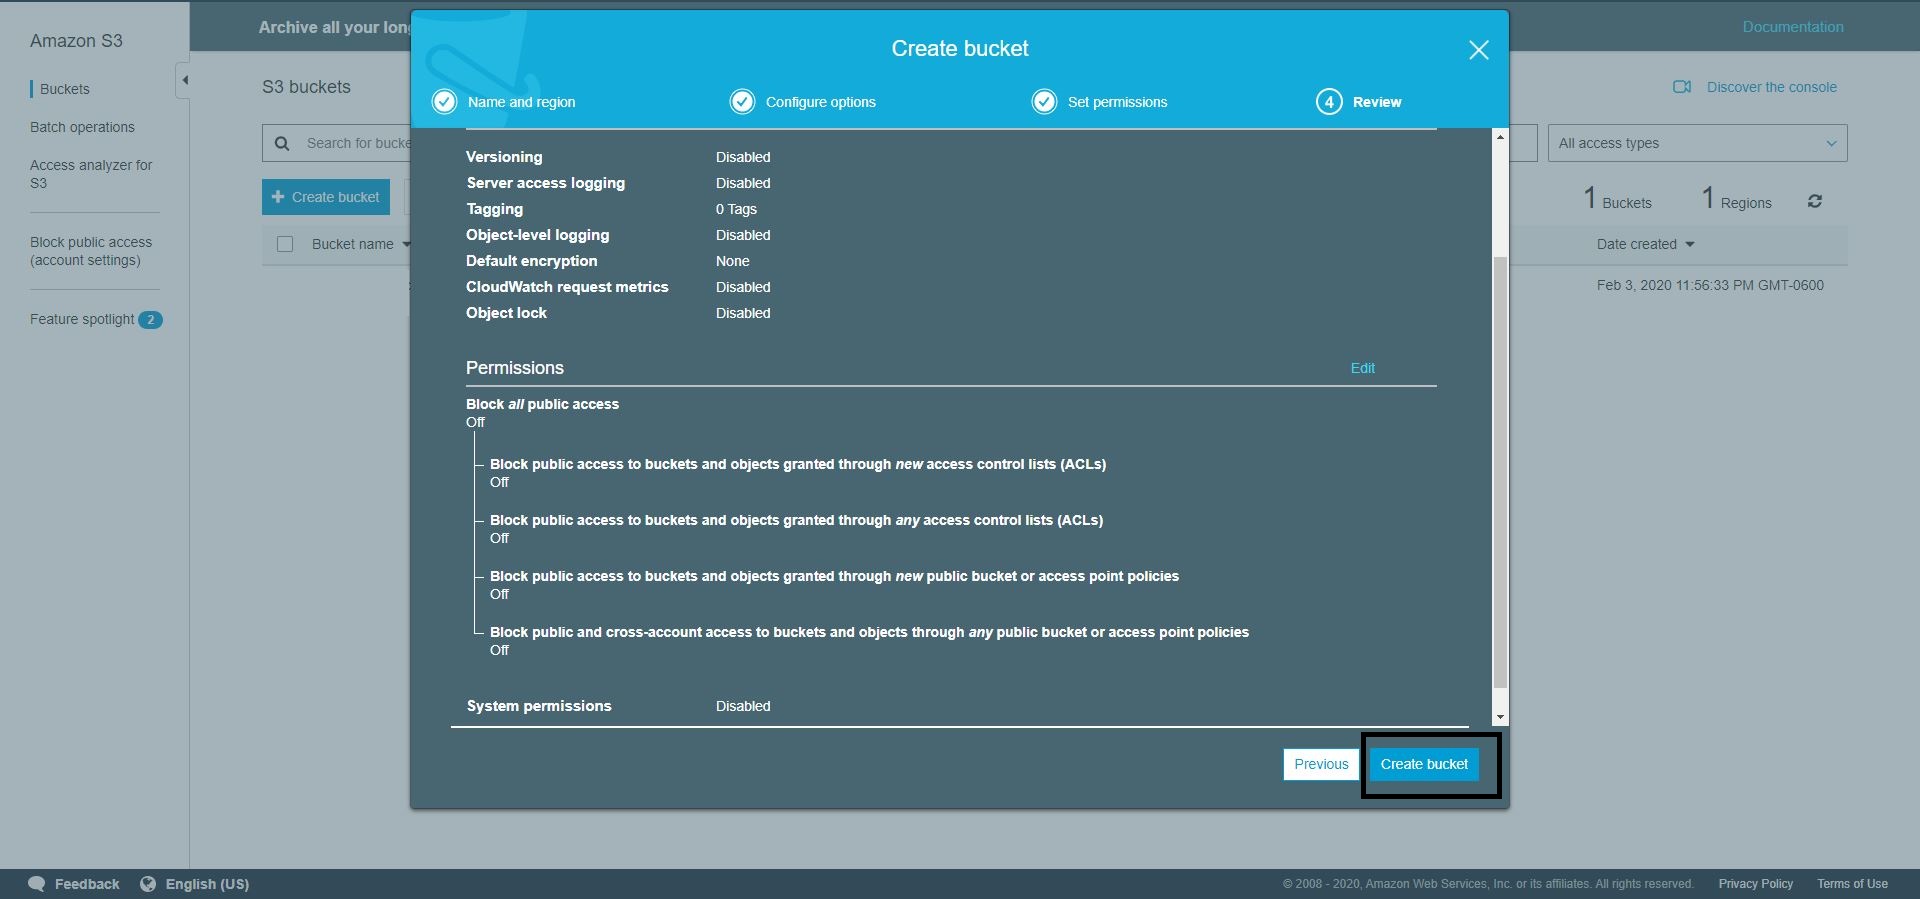 Amazon S3
Buckets
Batch operations
Access analyzer for
S3
Block public access
(account settings)
Feature spotlight 2
Archive all your long
Documentation
S3 buckets
Discover the console
Search for bucke
All access types
Create bucket
1 Buckets
1 Regions
Bucket name
Date created
Feb 3, 2020 11:56:33 PM GMT-0600
Create bucket
Name and region
Configure options
Set permissions
4 Review
Versioning Disabled
Server access logging Disabled
Tagging 0 Tags
Object-level logging Disabled
Default encryption None
CloudWatch request metrics Disabled
Object lock Disabled
Permissions Edit
Block all public access
Off
Block public access to buckets and objects granted through new access control lists (ACLs)
Off
Block public access to buckets and objects granted through any access control lists (ACLs)
Off
Block public access to buckets and objects granted through new public bucket or access point policies
Off
Block public and cross-account access to buckets and objects through any public bucket or access point policies
Off
System permissions Disabled
Previous
Create bucket
Feedback
English (US)
© 2008 - 2020, Amazon Web Services, Inc. or its affiliates. All rights reserved.
Privacy Policy
Terms of Use